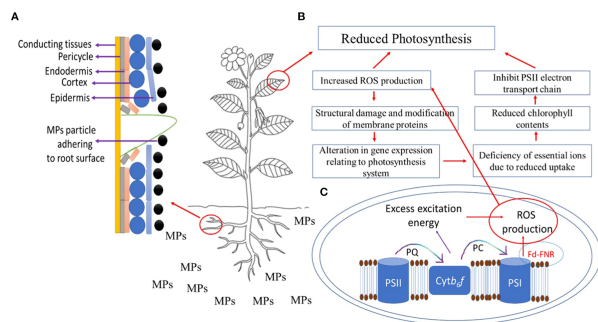 A
Conducting tissues
Pericycle
Endodermis
Cortex
Epidermis
MPs particle
adhering
to root surface
MPs
MPs
MPs
MPs
MPs
MPs
MPs
MPs
B
Reduced Photosynthesis
Increased ROS production
Structural damage and modification
of membrane proteins
Alteration in gene expression
relating to photosynthesis
system
Inhibit PSII electron
transport chain
Reduced chlorophyll
contents
Deficiency of essential ions
due to reduced uptake
C
Excess excitation
energy
ROS
production
PQ
PC
Fd-FNR
PSII
Cytb6f
PSI